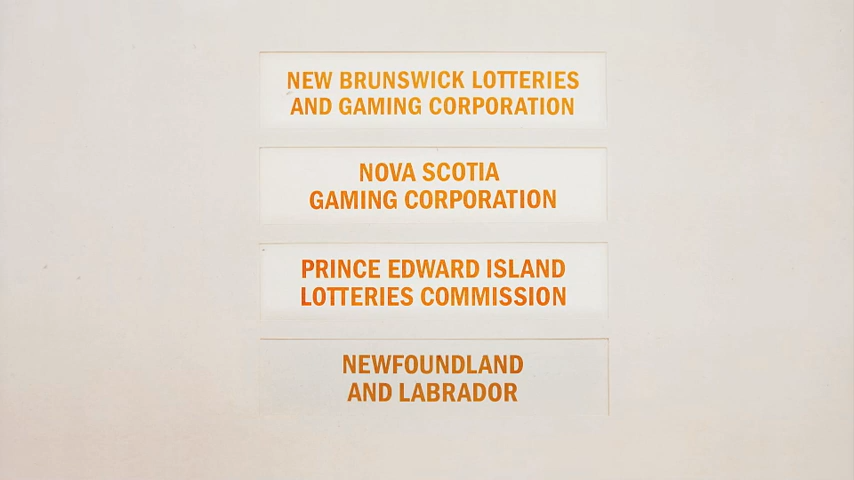 NEW BRUNSWICK LOTTERIES
AND GAMING CORPORATION
NOVA SCOTIA
GAMING CORPORATION
PRINCE EDWARD ISLAND
LOTTERIES COMMISSION
NEWFOUNDLAND
AND LABRADOR